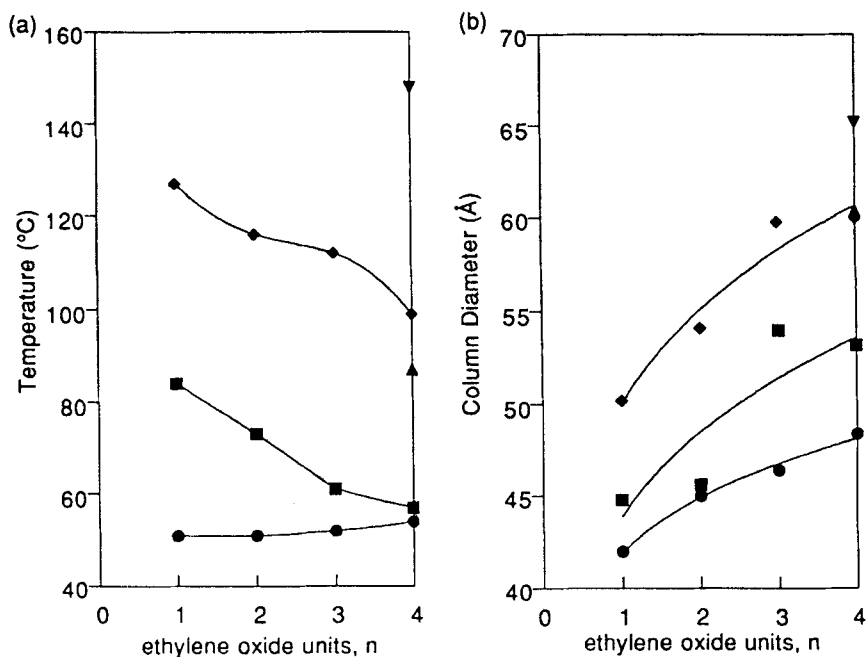 (a)
160
140
120
100
80
60
40
Temperature (°C)
0 1 2 3 4
ethylene oxide units, n
(b)
70
65
60
55
50
45
40
Column Diameter (Å)
0 1 2 3 4
ethylene oxide units, n